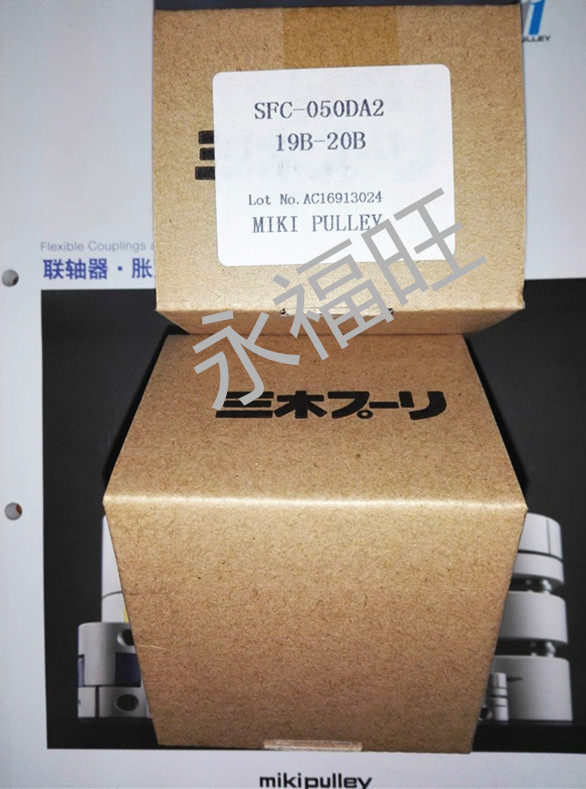 PULLEY
SFC-050DA2
19B-20B
Lot No. AC16913024
MIKI PULLEY
Flexible Couplings
联轴器·胀
永福旺
三木プーリ
mikipulley